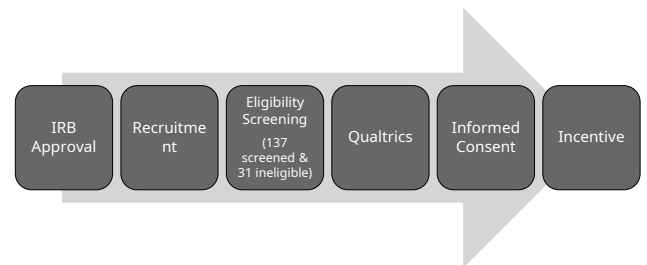 IRB
Approval
Recruitme
nt
Eligibility
Screening
(137
screened &
31 ineligible)
Qualtrics
Informed
Consent
Incentive